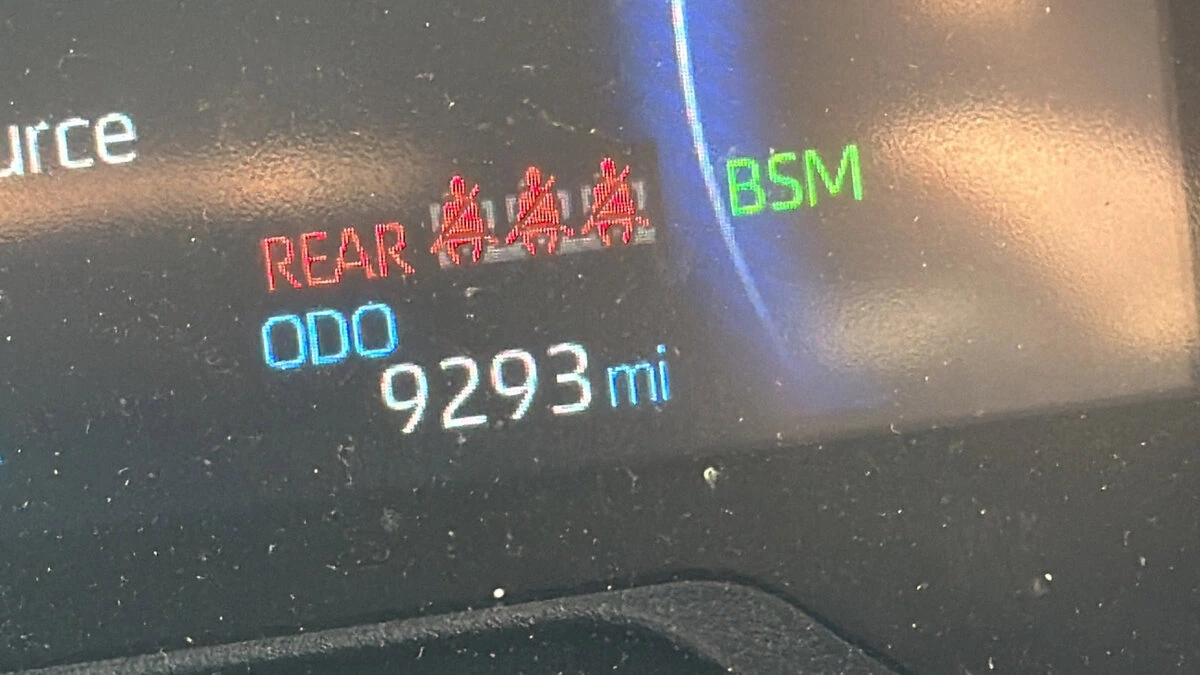 urce
BSM
REAR
ODO
9293 mi